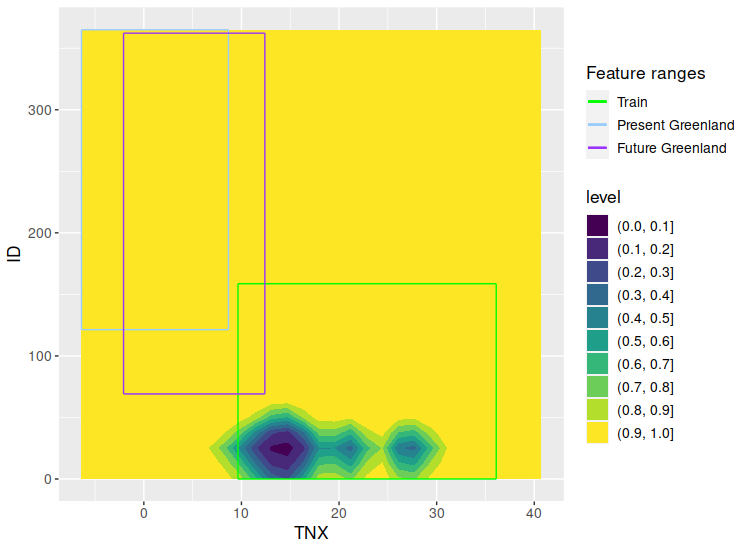 300
200
100
0
ID
0
10
20
30
40
TNX
Feature ranges
Train
Present Greenland
Future Greenland
level
(0.0, 0.1]
(0.1, 0.2]
(0.2, 0.3]
(0.3, 0.4]
(0.4, 0.5]
(0.5, 0.6]
(0.6, 0.7]
(0.7, 0.8]
(0.8, 0.9]
(0.9, 1.0]